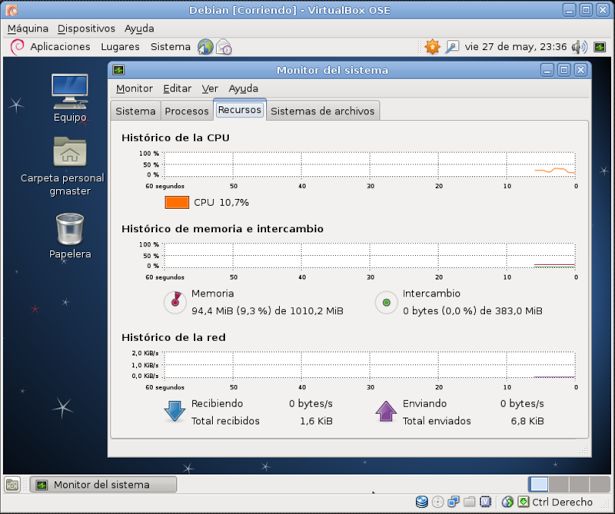 Debian [Corriendo] - VirtualBox OSE
Máquina Dispositivos Ayuda
Aplicaciones Lugares Sistema vie 27 de may, 23:36
Monitor del sistema
Monitor Editar Ver Ayuda
Sistema Procesos Recursos Sistemas de archivos
Equipo
Carpeta personal
gmaster
Papelera
Histórico de la CPU
100 %
50 %
0 %
60 segundos 50 40 30 20 10 0
CPU 10,7%
Histórico de memoria e intercambio
100 %
50 %
0 %
60 segundos 50 40 30 20 10 0
Memoria Intercambio
94,4 MiB (9,3 %) de 1010,2 MiB 0 bytes (0,0 %) de 383,0 MiB
Histórico de la red
2,0 KiB/s
1,0 KiB/s
0,0 KiB/s
60 segundos 50 40 30 20 10 0
Recibiendo 0 bytes/s Enviando 0 bytes/s
Total recibidos 1,6 KiB Total enviados 6,8 KiB
Monitor del sistema
Ctrl Derecho